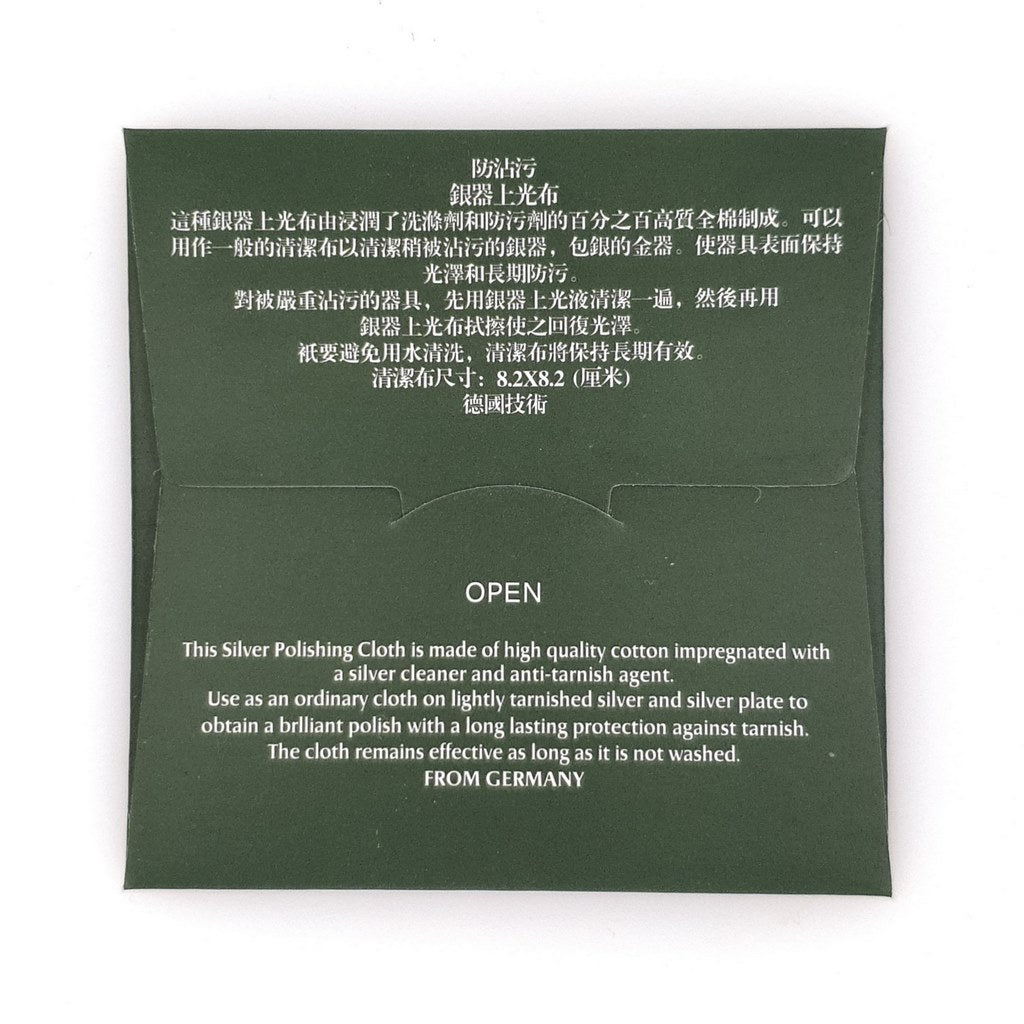 防沾污
銀器上光布
這種銀器上光布由浸潤了洗滌劑和防污劑的百分之百高質全棉制成。可以
用作一般的清潔布以清潔稍被沾污的銀器，包銀的金器。使器具表面保持
光澤和長期防污。
對被嚴重沾污的器具，先用銀器上光液清潔一遍，然後再用
銀器上光布拭擦使之回復光澤。
衹要避免用水清洗，清潔布將保持長期有效。
清潔布尺寸：8.2X8.2 (厘米)
德國技術
OPEN
This Silver Polishing Cloth is made of high quality cotton impregnated with
a silver cleaner and anti-tarnish agent.
Use as an ordinary cloth on lightly tarnished silver and silver plate to
obtain a brlliant polish with a long lasting protection against tarnish.
The cloth remains effective as long as it is not washed.
FROM GERMANY